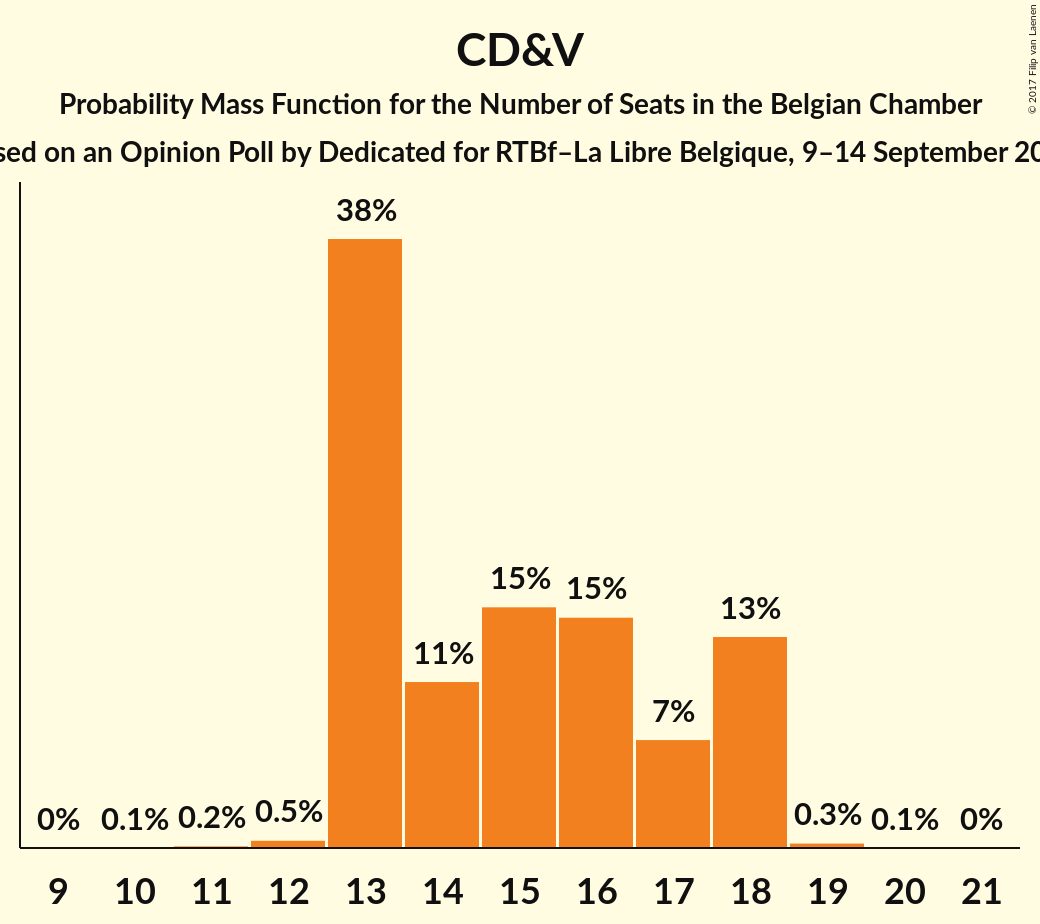 CD&V
Probability Mass Function for the Number of Seats in the Belgian Chamber
on an Opinion Poll by Dedicated for RTBf–La Libre Belgique, 9–14 September
© 2017 Filip van Laenen
38%
15%
15%
13%
11%
7%
0%
0.1%
0.2%
0.5%
0.3%
0.1%
0%
9 10 11 12 13 14 15 16 17 18 19 20 21